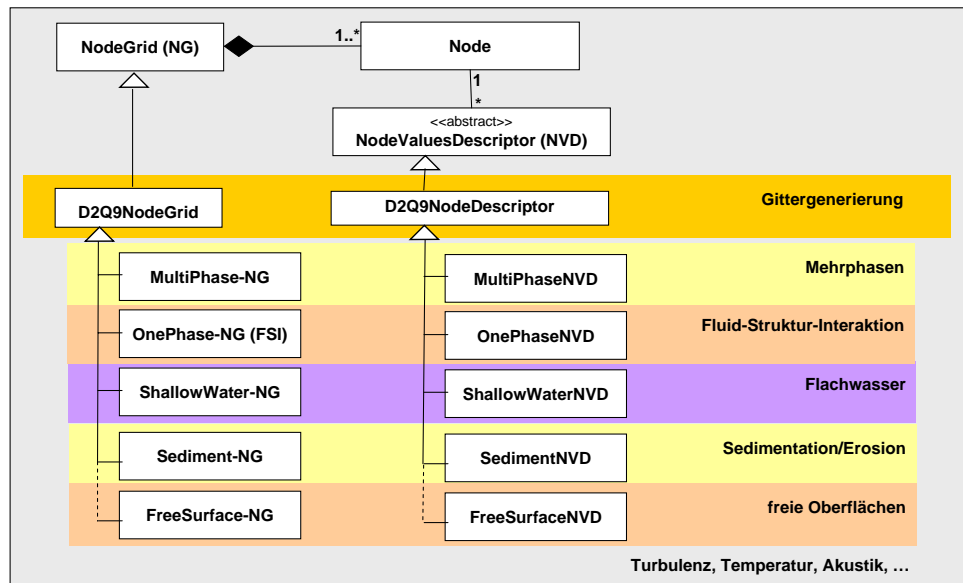 NodeGrid (NG)
1..*
Node
1
*
<<abstract>>
NodeValuesDescriptor (NVD)
D2Q9NodeGrid
D2Q9NodeDescriptor
Gittergenerierung
MultiPhase-NG
MultiPhaseNVD
Mehrphasen
OnePhase-NG (FSI)
OnePhaseNVD
Fluid-Struktur-Interaktion
ShallowWater-NG
ShallowWaterNVD
Flachwasser
Sediment-NG
SedimentNVD
Sedimentation/Erosion
FreeSurface-NG
FreeSurfaceNVD
freie Oberflächen
Turbulenz, Temperatur, Akustik, …